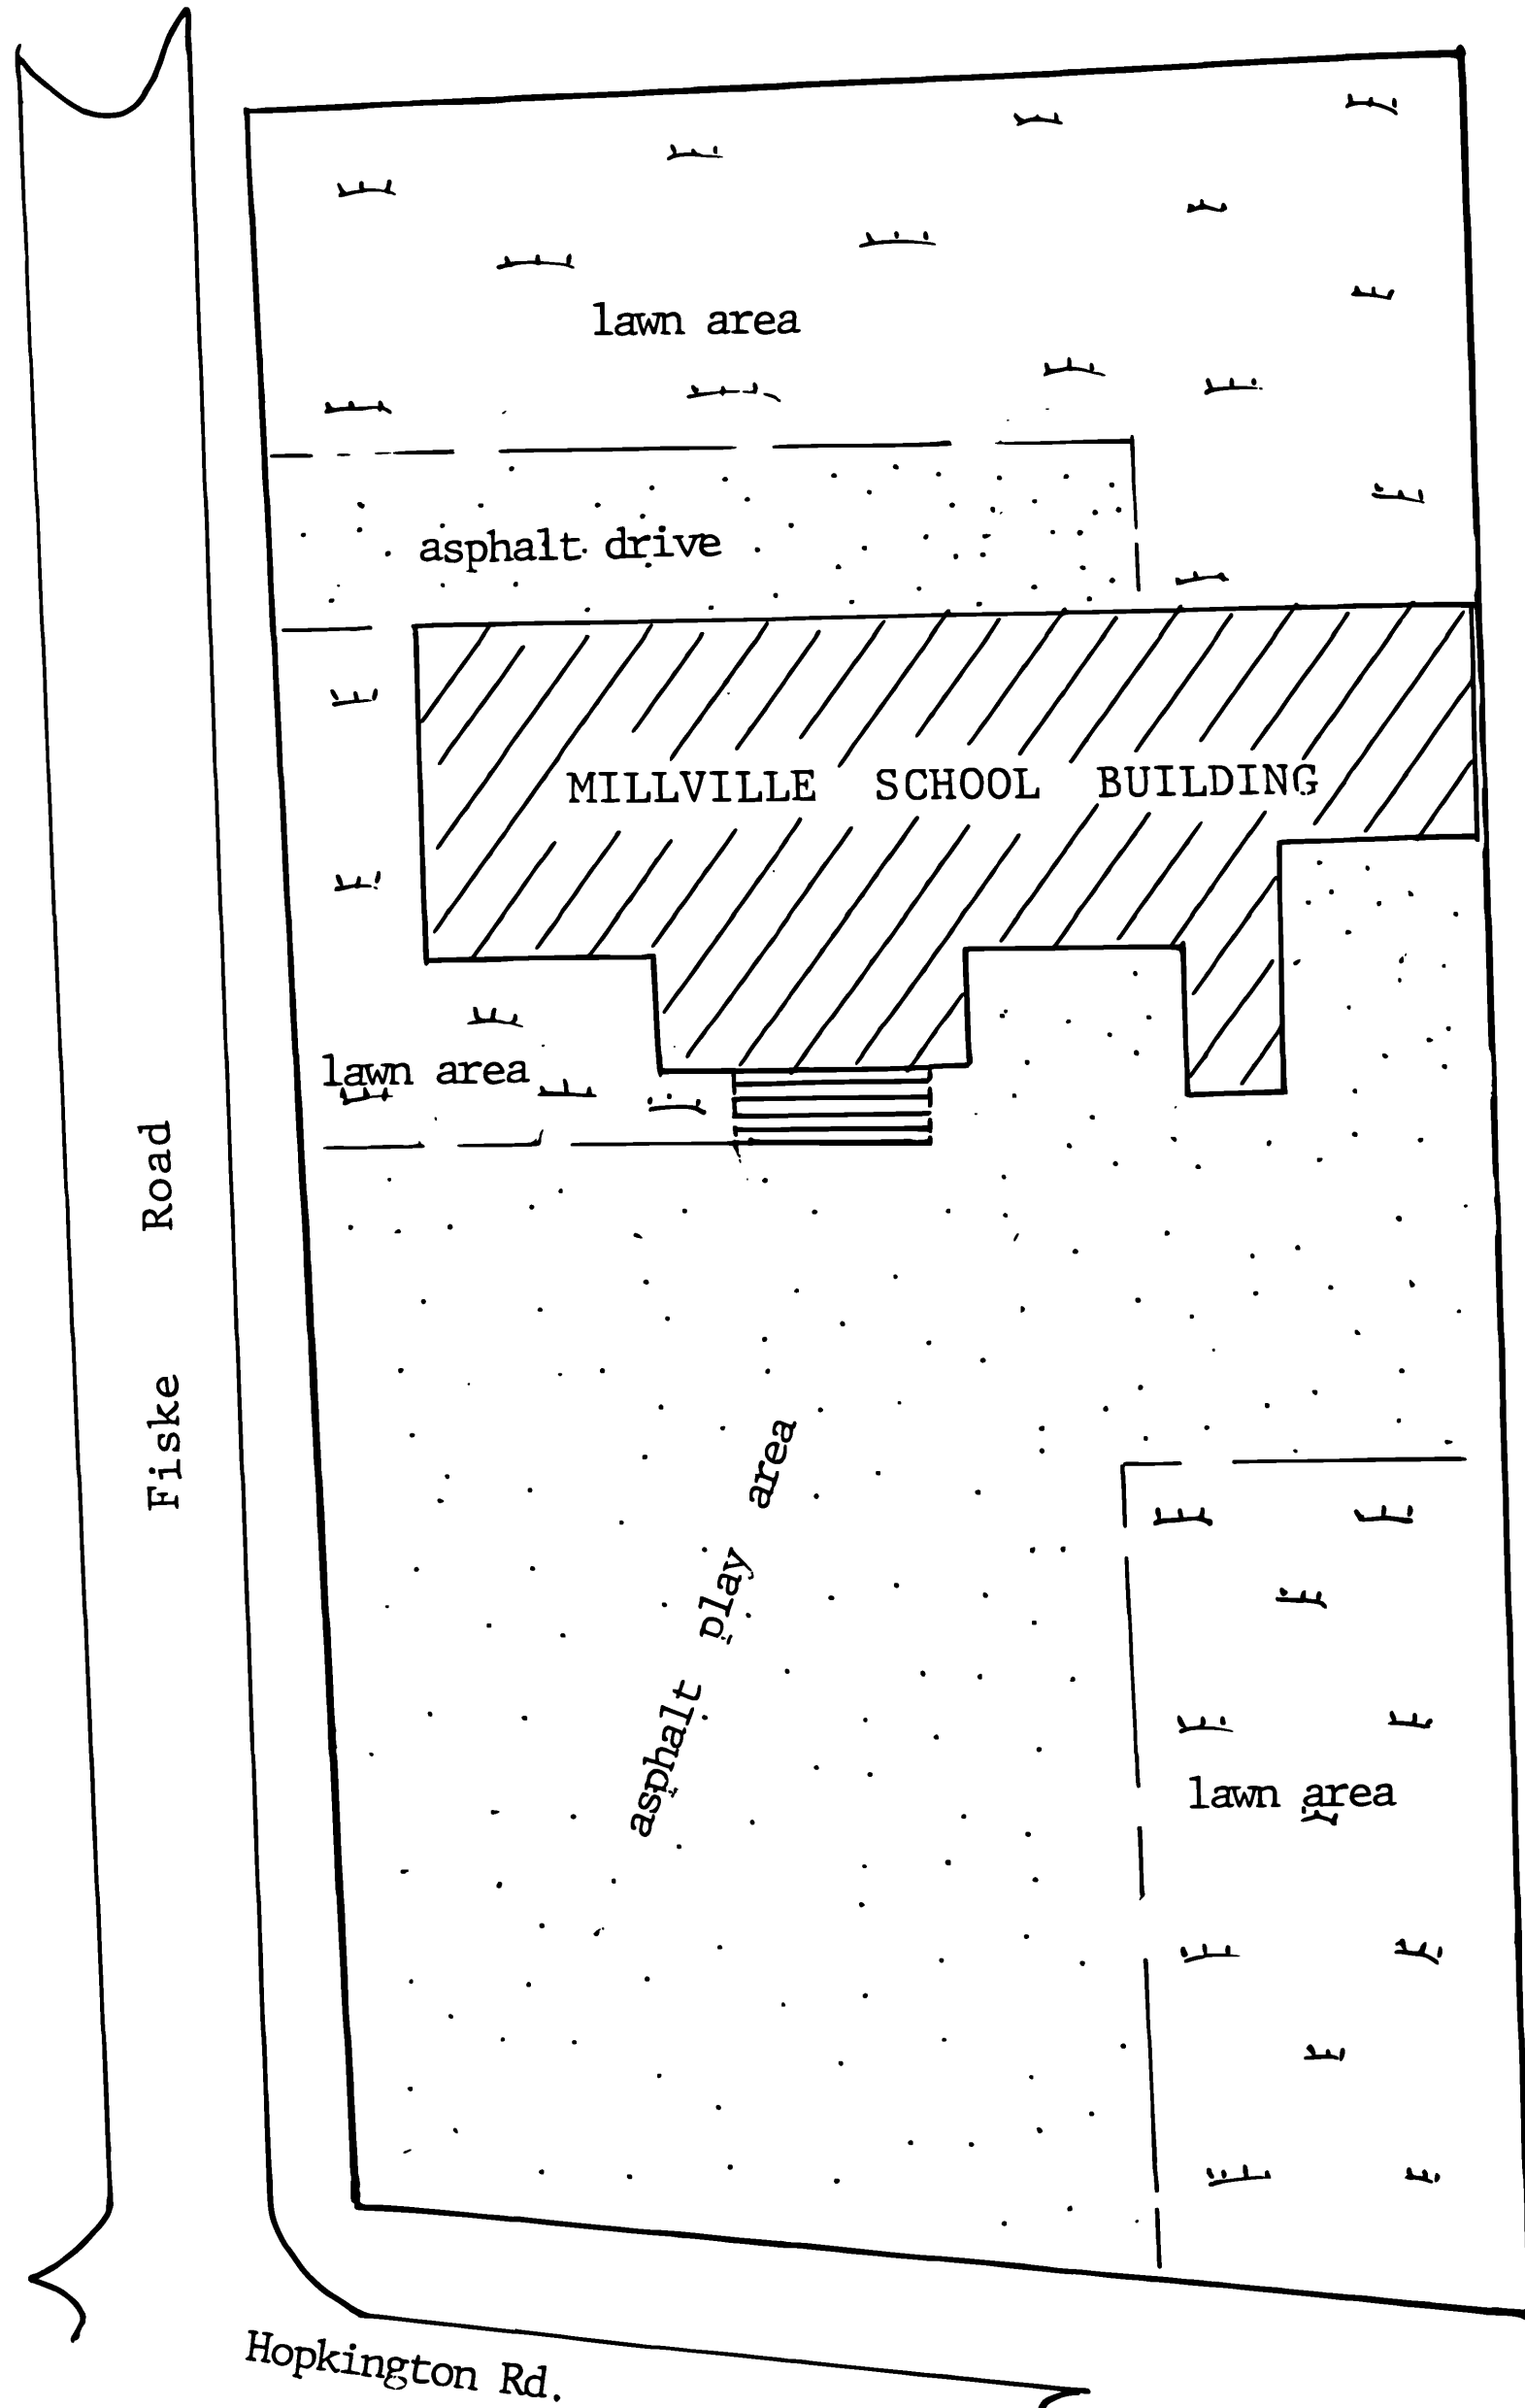 lawn area
asphalt drive
MILLVILLE SCHOOL BUILDING
lawn area
Fiske Road
asphalt play area
lawn area
Hopkington Rd.